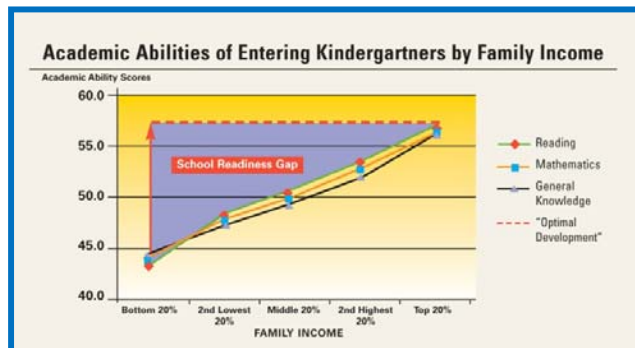 Academic Abilities of Entering Kindergartners by Family Income
Academic Ability Scores
60.0
55.0
50.0
45.0
40.0
School Readiness Gap
Bottom 20%
2nd Lowest
20%
Middle 20%
2nd Highest
20%
Top 20%
FAMILY INCOME
Reading
Mathematics
General
Knowledge
"Optimal
Development"